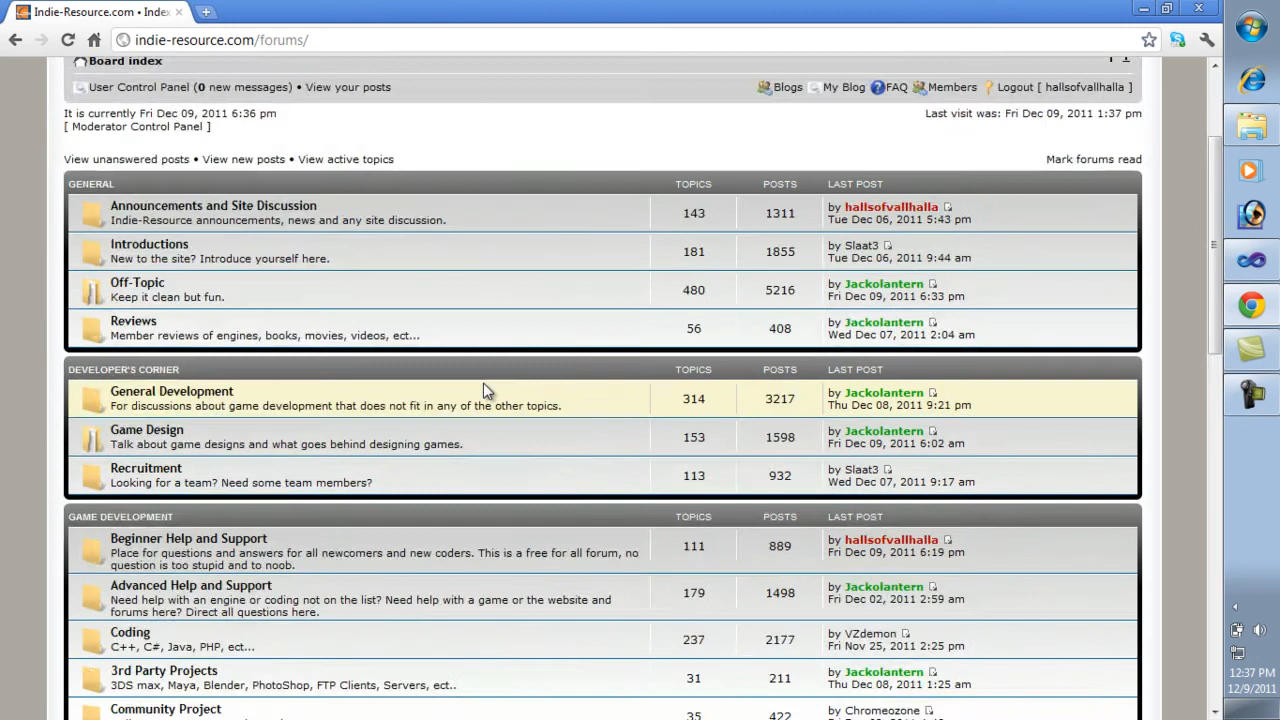 Indie-Resource.com • Index
indie-resource.com/forums/
Board index
User Control Panel (0 new messages) • View your posts
Blogs My Blog FAQ Members Logout [ hallsofvallhalla ]
It is currently Fri Dec 09, 2011 6:36 pm
Last visit was: Fri Dec 09, 2011 1:37 pm
[ Moderator Control Panel ]
View unanswered posts • View new posts • View active topics
Mark forums read
GENERAL TOPICS POSTS LAST POST
Announcements and Site Discussion
Indie-Resource announcements, news and any site discussion.
143 1311
by hallsofvallhalla
Tue Dec 06, 2011 5:43 pm
Introductions
New to the site? Introduce yourself here.
181 1855
by Slaat3
Tue Dec 06, 2011 9:44 am
Off-Topic
Keep it clean but fun.
480 5216
by Jackolantern
Fri Dec 09, 2011 6:33 pm
Reviews
Member reviews of engines, books, movies, videos, ect...
56 408
by Jackolantern
Wed Dec 07, 2011 2:04 am
DEVELOPER'S CORNER TOPICS POSTS LAST POST
General Development
For discussions about game development that does not fit in any of the other topics.
314 3217
by Jackolantern
Thu Dec 08, 2011 9:21 pm
Game Design
Talk about game designs and what goes behind designing games.
153 1598
by Jackolantern
Fri Dec 09, 2011 6:02 am
Recruitment
Looking for a team? Need some team members?
113 932
by Slaat3
Wed Dec 07, 2011 9:17 am
GAME DEVELOPMENT TOPICS POSTS LAST POST
Beginner Help and Support
Place for questions and answers for all newcomers and new coders. This is a free for all forum, no
question is too stupid and to noob.
111 889
by hallsofvallhalla
Fri Dec 09, 2011 6:19 pm
Advanced Help and Support
Need help with an engine or coding not on the list? Need help with a game or the website and
forums here? Direct all questions here.
179 1498
by Jackolantern
Fri Dec 02, 2011 2:59 am
Coding
C++, C#, Java, PHP, ect...
237 2177
by VZdemon
Fri Nov 25, 2011 2:25 pm
3rd Party Projects
3DS max, Maya, Blender, PhotoShop, FTP Clients, Servers, ect..
31 211
by Jackolantern
Thu Dec 08, 2011 1:25 am
Community Project
35 422
by Chromeozone
12:37 PM
12/9/2011